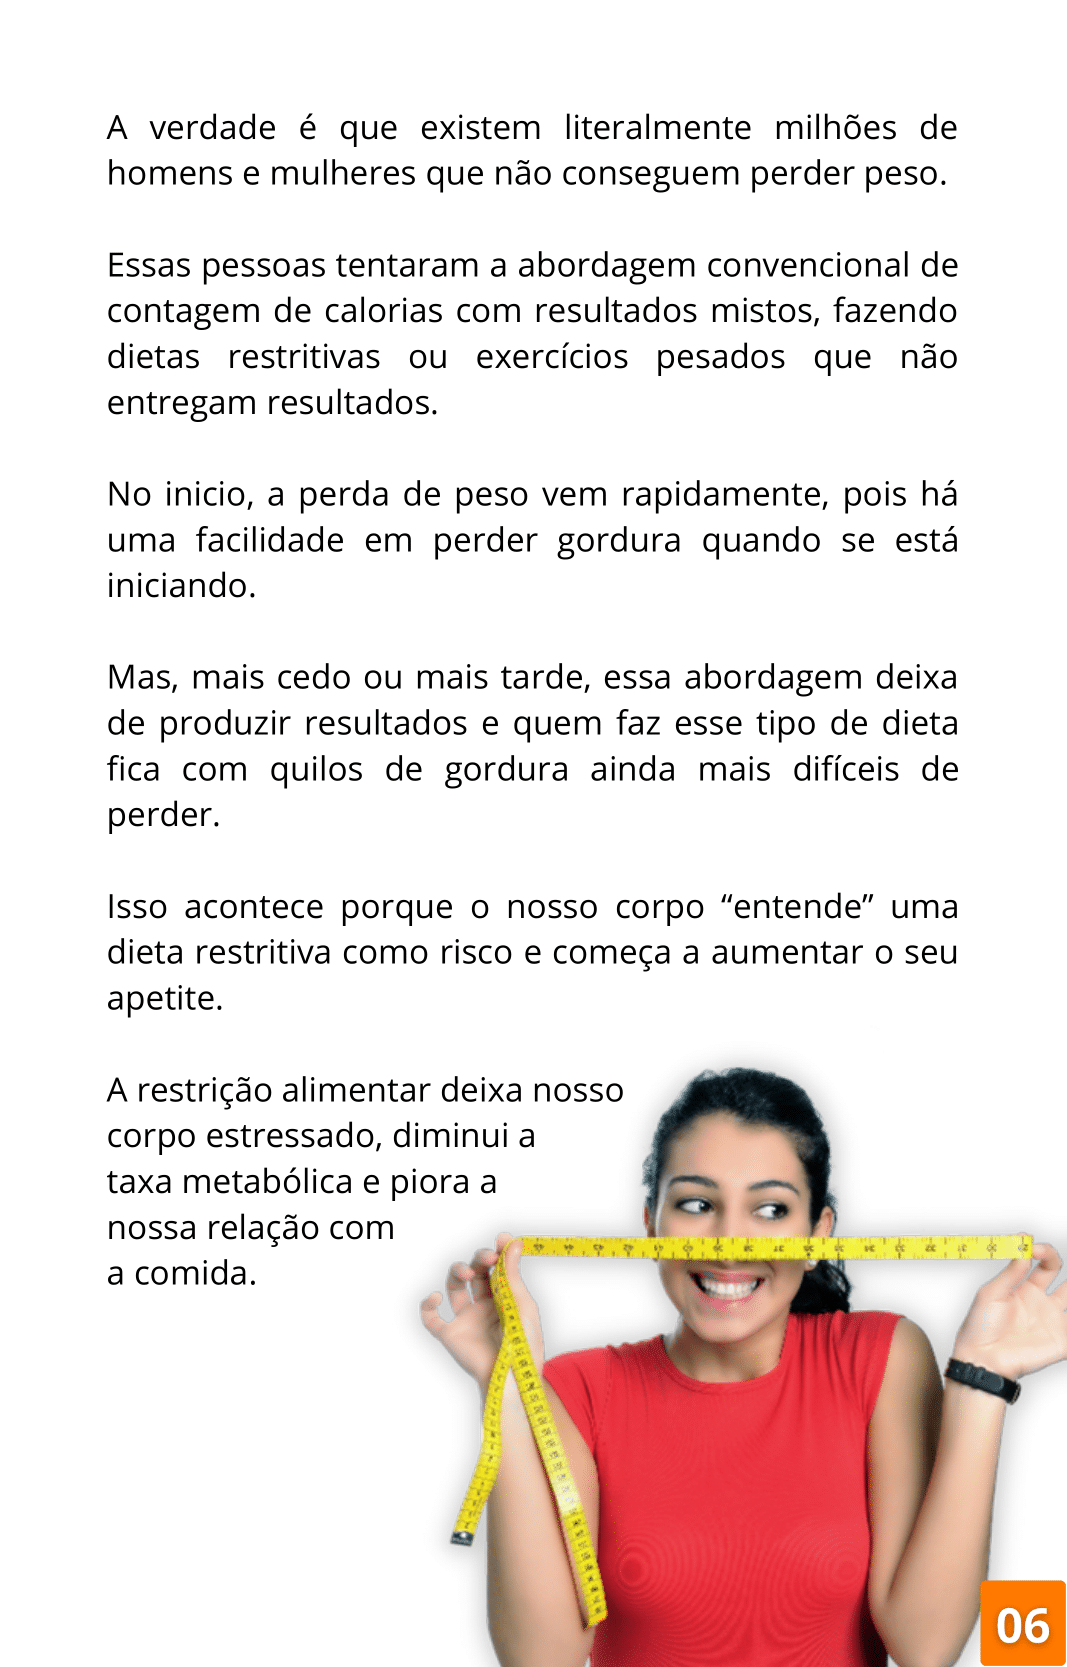 A verdade é que existem literalmente milhões de
homens e mulheres que não conseguem perder peso.
Essas pessoas tentaram a abordagem convencional de
contagem de calorias com resultados mistos, fazendo
dietas restritivas ou exercícios pesados que não
entregam resultados.
No inicio, a perda de peso vem rapidamente, pois há
uma facilidade em perder gordura quando se está
iniciando.
Mas, mais cedo ou mais tarde, essa abordagem deixa
de produzir resultados e quem faz esse tipo de dieta
fica com quilos de gordura ainda mais difíceis de
perder.
Isso acontece porque o nosso corpo “entende” uma
dieta restritiva como risco e começa a aumentar o seu
apetite.
A restrição alimentar deixa nosso
corpo estressado, diminui a
taxa metabólica e piora a
nossa relação com
a comida.
06